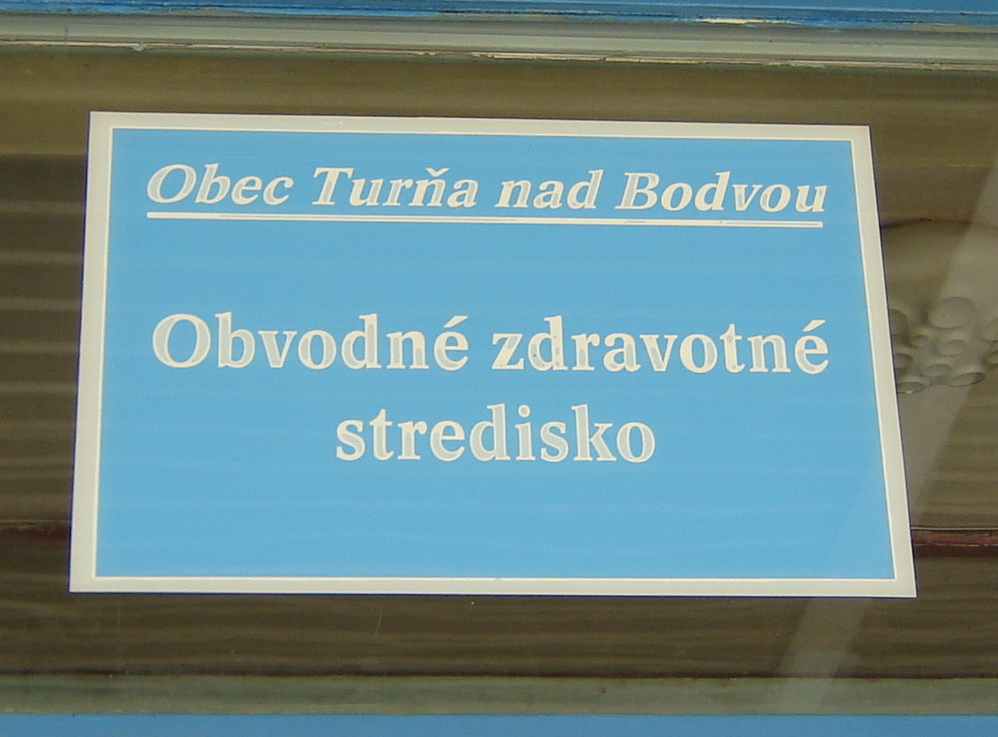 Obec Turňa nad Bodvou
Obvodné zdravotné
stredisko